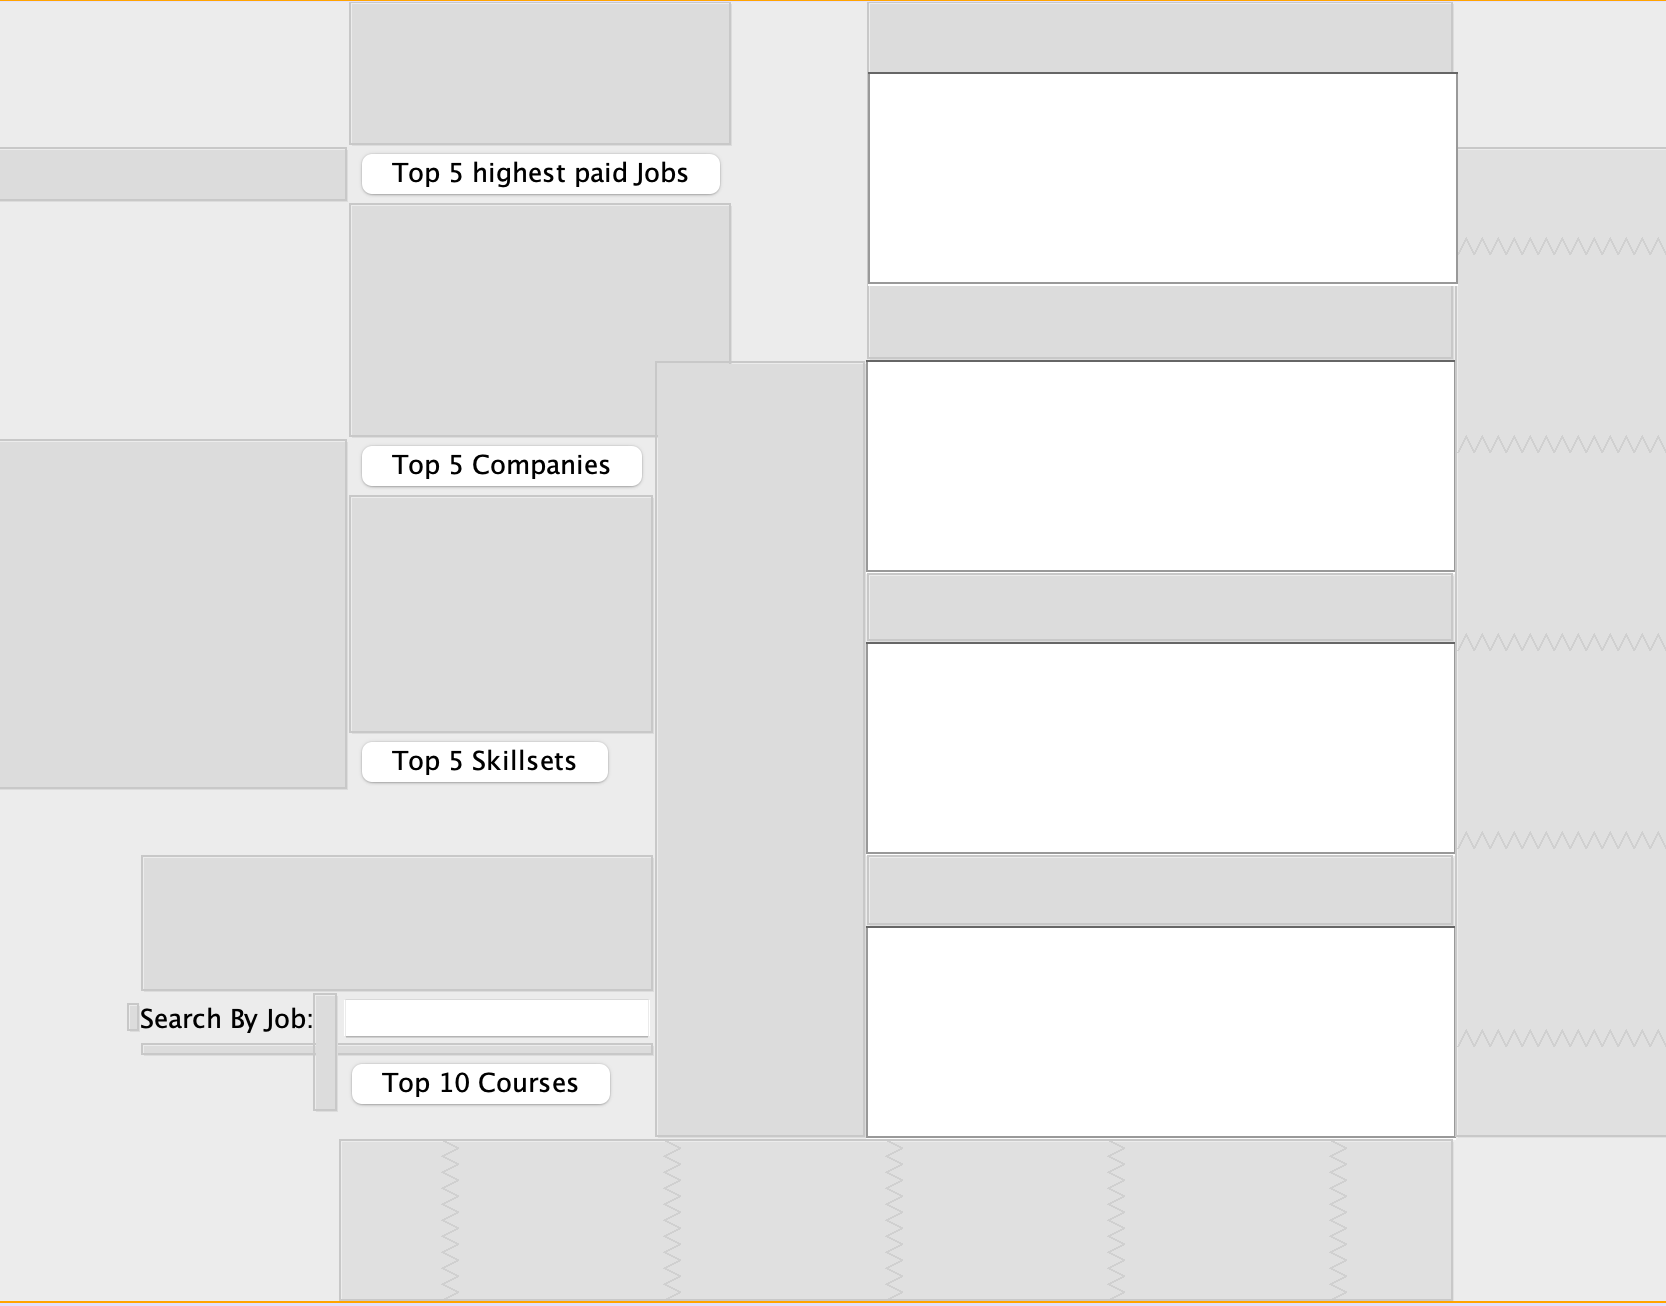 Top 5 highest paid Jobs
Top 5 Companies
Top 5 Skillsets
Search By Job:
Top 10 Courses